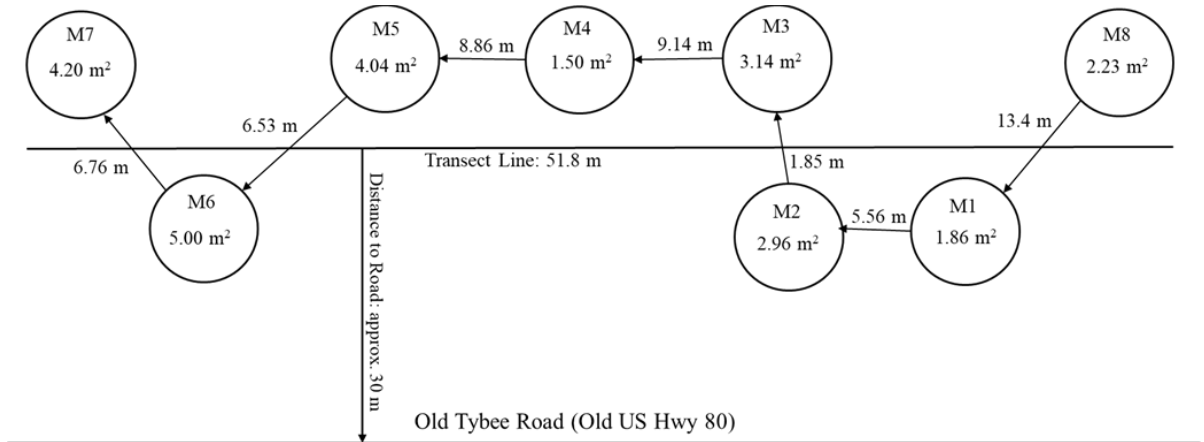 M7
4.20 m²
M5
4.04 m²
8.86 m
M4
1.50 m²
9.14 m
M3
3.14 m²
M8
2.23 m²
6.53 m
13.4 m
6.76 m
Transect Line: 51.8 m
1.85 m
M6
5.00 m²
M2
2.96 m²
5.56 m
M1
1.86 m²
Distance to Road: approx. 30 m
Old Tybee Road (Old US Hwy 80)